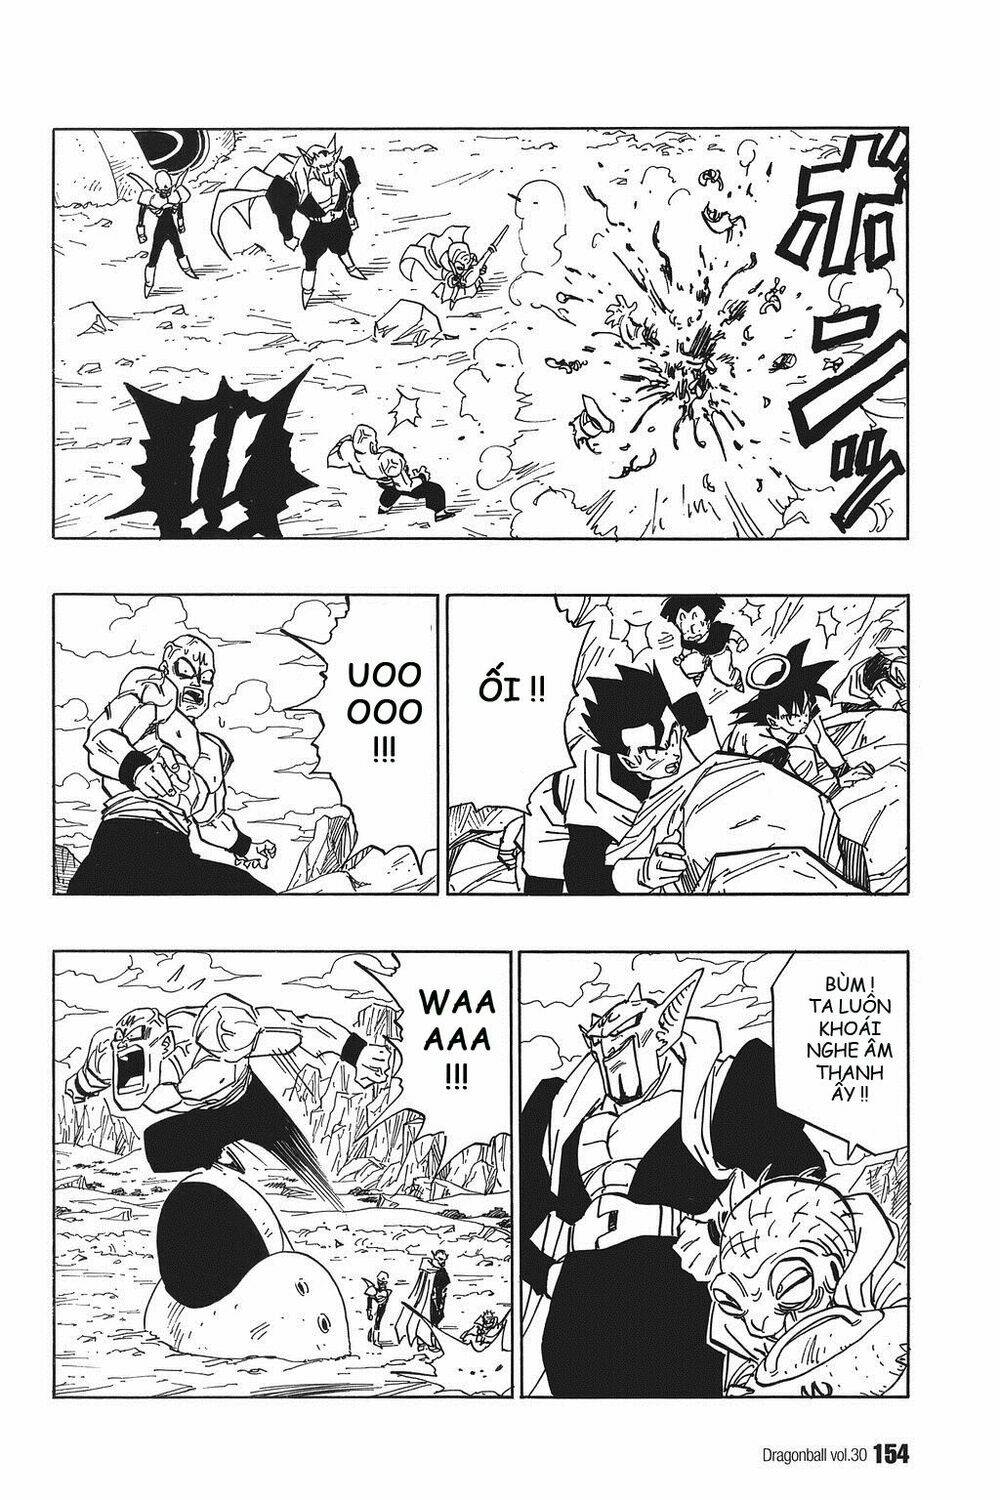 ボンッ
!!
UOO
OOO
!!!
ỐI !!
WAA
AAA
!!!
BÙM !
TA LUÔN
KHOÁI
NGHE ÂM
THANH
ẤY !!
Dragonball vol.30 154